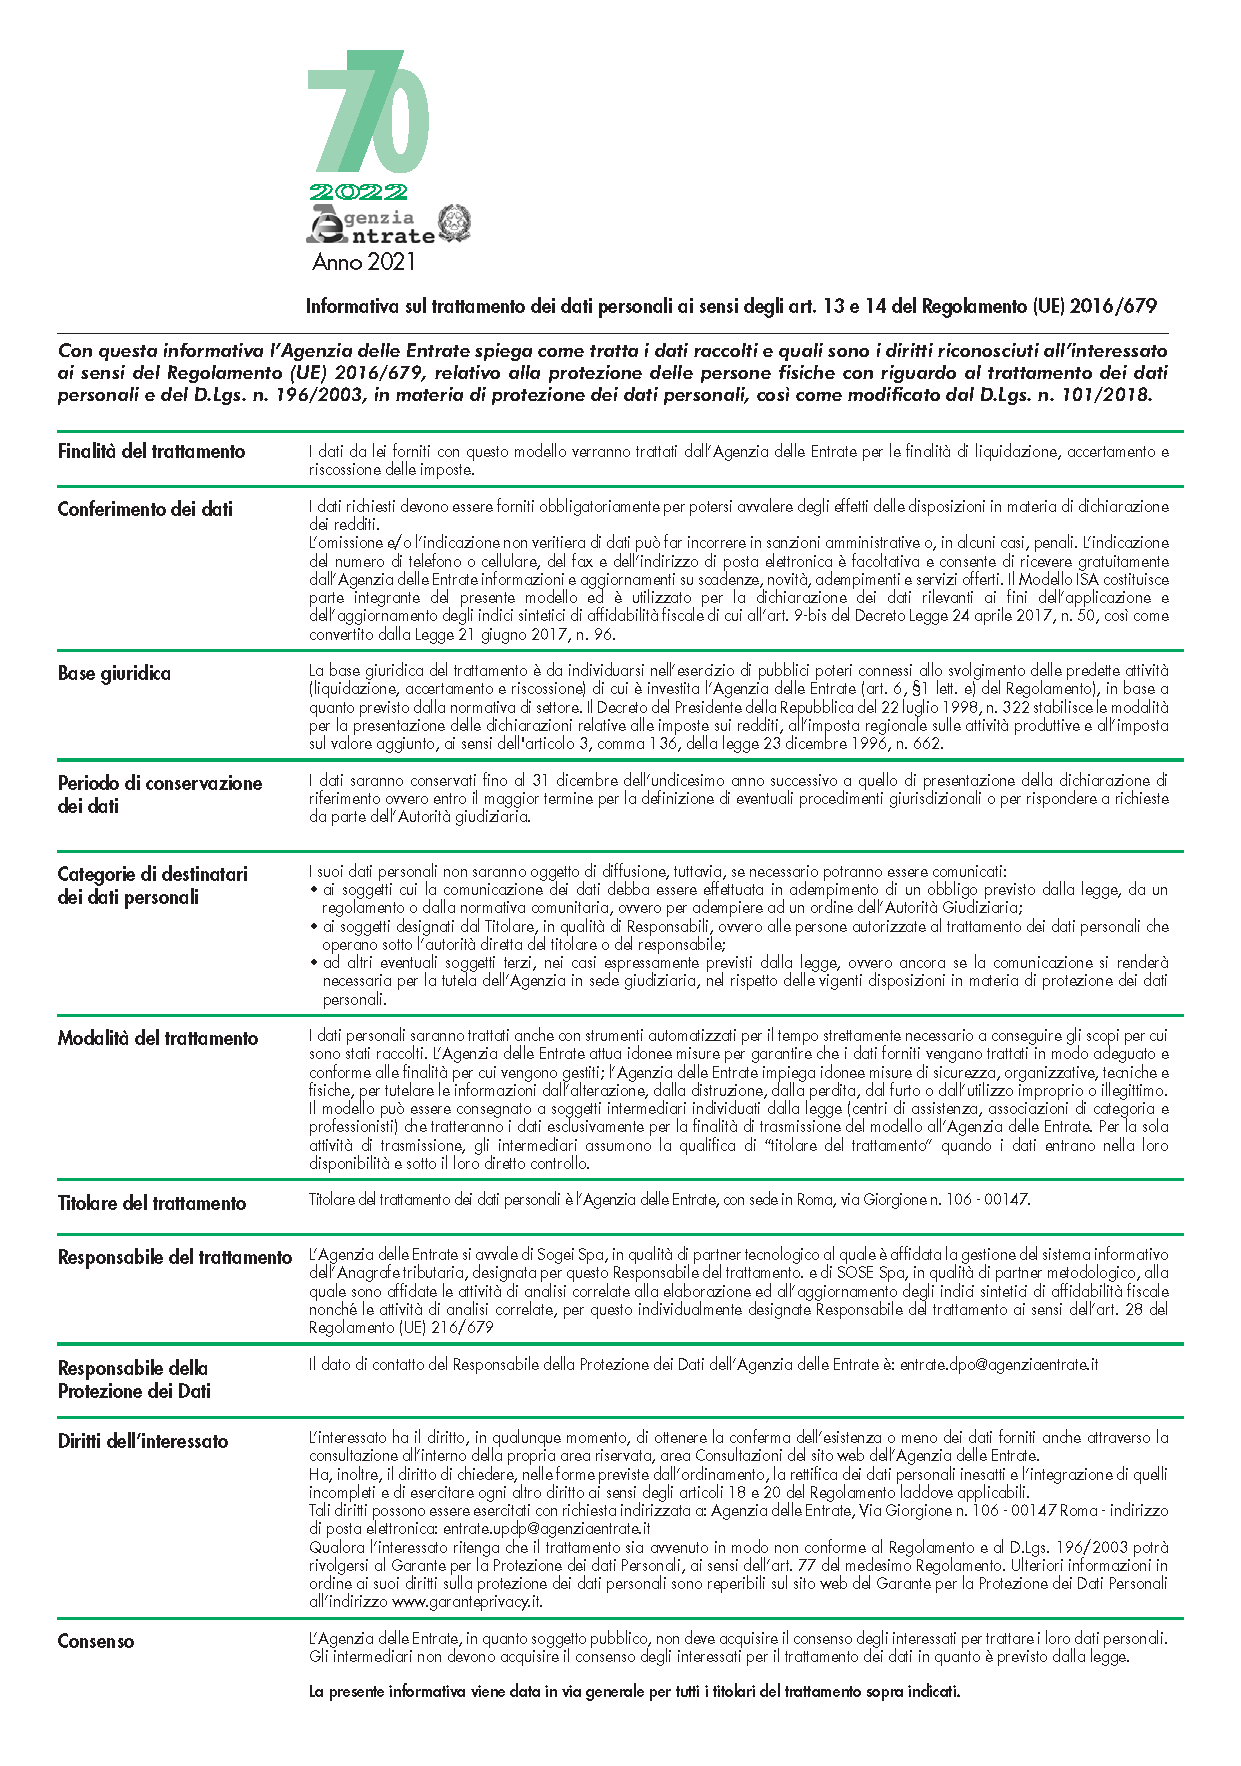 770
2022
Agenzia
Entrate
Anno 2021
Informativa sul trattamento dei dati personali ai sensi degli art. 13 e 14 del Regolamento (UE) 2016/679
Con questa informativa l’Agenzia delle Entrate spiega come tratta i dati raccolti e quali sono i diritti riconosciuti all’interessato
ai sensi del Regolamento (UE) 2016/679, relativo alla protezione delle persone fisiche con riguardo al trattamento dei dati
personali e del D.Lgs. n. 196/2003, in materia di protezione dei dati personali, così come modificato dal D.Lgs. n. 101/2018.
Finalità del trattamento
I dati da lei forniti con questo modello verranno trattati dall’Agenzia delle Entrate per le finalità di liquidazione, accertamento e
riscossione delle imposte.
Conferimento dei dati
I dati richiesti devono essere forniti obbligatoriamente per potersi avvalere degli effetti delle disposizioni in materia di dichiarazione
dei redditi.
L’omissione e/o l’indicazione non veritiera di dati può far incorrere in sanzioni amministrative o, in alcuni casi, penali. L’indicazione
del numero di telefono o cellulare, del fax e dell’indirizzo di posta elettronica è facoltativa e consente di ricevere gratuitamente
dall’Agenzia delle Entrate informazioni e aggiornamenti su scadenze, novità, adempimenti e servizi offerti. Il Modello ISA costituisce
parte integrante del presente modello ed è utilizzato per la dichiarazione dei dati rilevanti ai fini dell’applicazione e
dell’aggiornamento degli indici sintetici di affidabilità fiscale di cui all’art. 9-bis del Decreto Legge 24 aprile 2017, n. 50, così come
convertito dalla Legge 21 giugno 2017, n. 96.
Base giuridica
La base giuridica del trattamento è da individuarsi nell’esercizio di pubblici poteri connessi allo svolgimento delle predette attività
(liquidazione, accertamento e riscossione) di cui è investita l’Agenzia delle Entrate (art. 6, §1 lett. e) del Regolamento), in base a
quanto previsto dalla normativa di settore. Il Decreto del Presidente della Repubblica del 22 luglio 1998, n. 322 stabilisce le modalità
per la presentazione delle dichiarazioni relative alle imposte sui redditi, all’imposta regionale sulle attività produttive e all’imposta
sul valore aggiunto, ai sensi dell'articolo 3, comma 136, della legge 23 dicembre 1996, n. 662.
Periodo di conservazione
dei dati
I dati saranno conservati fino al 31 dicembre dell’undicesimo anno successivo a quello di presentazione della dichiarazione di
riferimento ovvero entro il maggior termine per la definizione di eventuali procedimenti giurisdizionali o per rispondere a richieste
da parte dell’Autorità giudiziaria.
Categorie di destinatari
dei dati personali
I suoi dati personali non saranno oggetto di diffusione, tuttavia, se necessario potranno essere comunicati:
• ai soggetti cui la comunicazione dei dati debba essere effettuata in adempimento di un obbligo previsto dalla legge, da un
regolamento o dalla normativa comunitaria, ovvero per adempiere ad un ordine dell’Autorità Giudiziaria;
• ai soggetti designati dal Titolare, in qualità di Responsabili, ovvero alle persone autorizzate al trattamento dei dati personali che
operano sotto l’autorità diretta del titolare o del responsabile;
• ad altri eventuali soggetti terzi, nei casi espressamente previsti dalla legge, ovvero ancora se la comunicazione si renderà
necessaria per la tutela dell’Agenzia in sede giudiziaria, nel rispetto delle vigenti disposizioni in materia di protezione dei dati
personali.
Modalità del trattamento
I dati personali saranno trattati anche con strumenti automatizzati per il tempo strettamente necessario a conseguire gli scopi per cui
sono stati raccolti. L’Agenzia delle Entrate attua idonee misure per garantire che i dati forniti vengano trattati in modo adeguato e
conforme alle finalità per cui vengono gestiti; l’Agenzia delle Entrate impiega idonee misure di sicurezza, organizzative, tecniche e
fisiche, per tutelare le informazioni dall’alterazione, dalla distruzione, dalla perdita, dal furto o dall’utilizzo improprio o illegittimo.
Il modello può essere consegnato a soggetti intermediari individuati dalla legge (centri di assistenza, associazioni di categoria e
professionisti) che tratteranno i dati esclusivamente per la finalità di trasmissione del modello all’Agenzia delle Entrate. Per la sola
attività di trasmissione, gli intermediari assumono la qualifica di “titolare del trattamento” quando i dati entrano nella loro
disponibilità e sotto il loro diretto controllo.
Titolare del trattamento
Titolare del trattamento dei dati personali è l’Agenzia delle Entrate, con sede in Roma, via Giorgione n. 106 - 00147.
Responsabile del trattamento
L’Agenzia delle Entrate si avvale di Sogei Spa, in qualità di partner tecnologico al quale è affidata la gestione del sistema informativo
dell’Anagrafe tributaria, designata per questo Responsabile del trattamento. e di SOSE Spa, in qualità di partner metodologico, alla
quale sono affidate le attività di analisi correlate alla elaborazione ed all’aggiornamento degli indici sintetici di affidabilità fiscale
nonché le attività di analisi correlate, per questo individualmente designate Responsabile del trattamento ai sensi dell’art. 28 del
Regolamento (UE) 216/679
Responsabile della
Protezione dei Dati
Il dato di contatto del Responsabile della Protezione dei Dati dell’Agenzia delle Entrate è: entrate.dpo@agenziaentrate.it
Diritti dell’interessato
L’interessato ha il diritto, in qualunque momento, di ottenere la conferma dell’esistenza o meno dei dati forniti anche attraverso la
consultazione all’interno della propria area riservata, area Consultazioni del sito web dell’Agenzia delle Entrate.
Ha, inoltre, il diritto di chiedere, nelle forme previste dall’ordinamento, la rettifica dei dati personali inesatti e l’integrazione di quelli
incompleti e di esercitare ogni altro diritto ai sensi degli articoli 18 e 20 del Regolamento laddove applicabili.
Tali diritti possono essere esercitati con richiesta indirizzata a: Agenzia delle Entrate, Via Giorgione n. 106 - 00147 Roma - indirizzo
di posta elettronica: entrate.updp@agenziaentrate.it
Qualora l’interessato ritenga che il trattamento sia avvenuto in modo non conforme al Regolamento e al D.Lgs. 196/2003 potrà
rivolgersi al Garante per la Protezione dei dati Personali, ai sensi dell’art. 77 del medesimo Regolamento. Ulteriori informazioni in
ordine ai suoi diritti sulla protezione dei dati personali sono reperibili sul sito web del Garante per la Protezione dei Dati Personali
all’indirizzo www.garanteprivacy.it.
Consenso
L’Agenzia delle Entrate, in quanto soggetto pubblico, non deve acquisire il consenso degli interessati per trattare i loro dati personali.
Gli intermediari non devono acquisire il consenso degli interessati per il trattamento dei dati in quanto è previsto dalla legge.
La presente informativa viene data in via generale per tutti i titolari del trattamento sopra indicati.